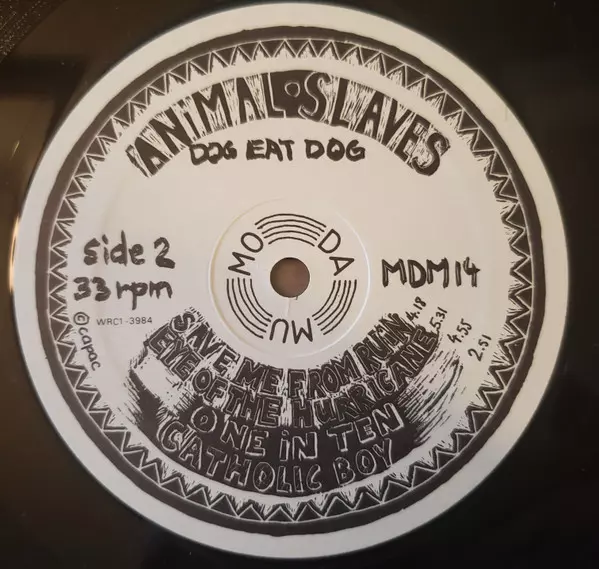 ANIMAL·SLAVES
DOG EAT DOG
Side 2
33 rpm
© capac
WRC1-3984
MO DA MU
MDM14
SAVE ME FROM RUIN 4.18
EYE OF THE HURRICANE 5.31
ONE iN TEN 4.55
CATHOLIC BOY 2.51